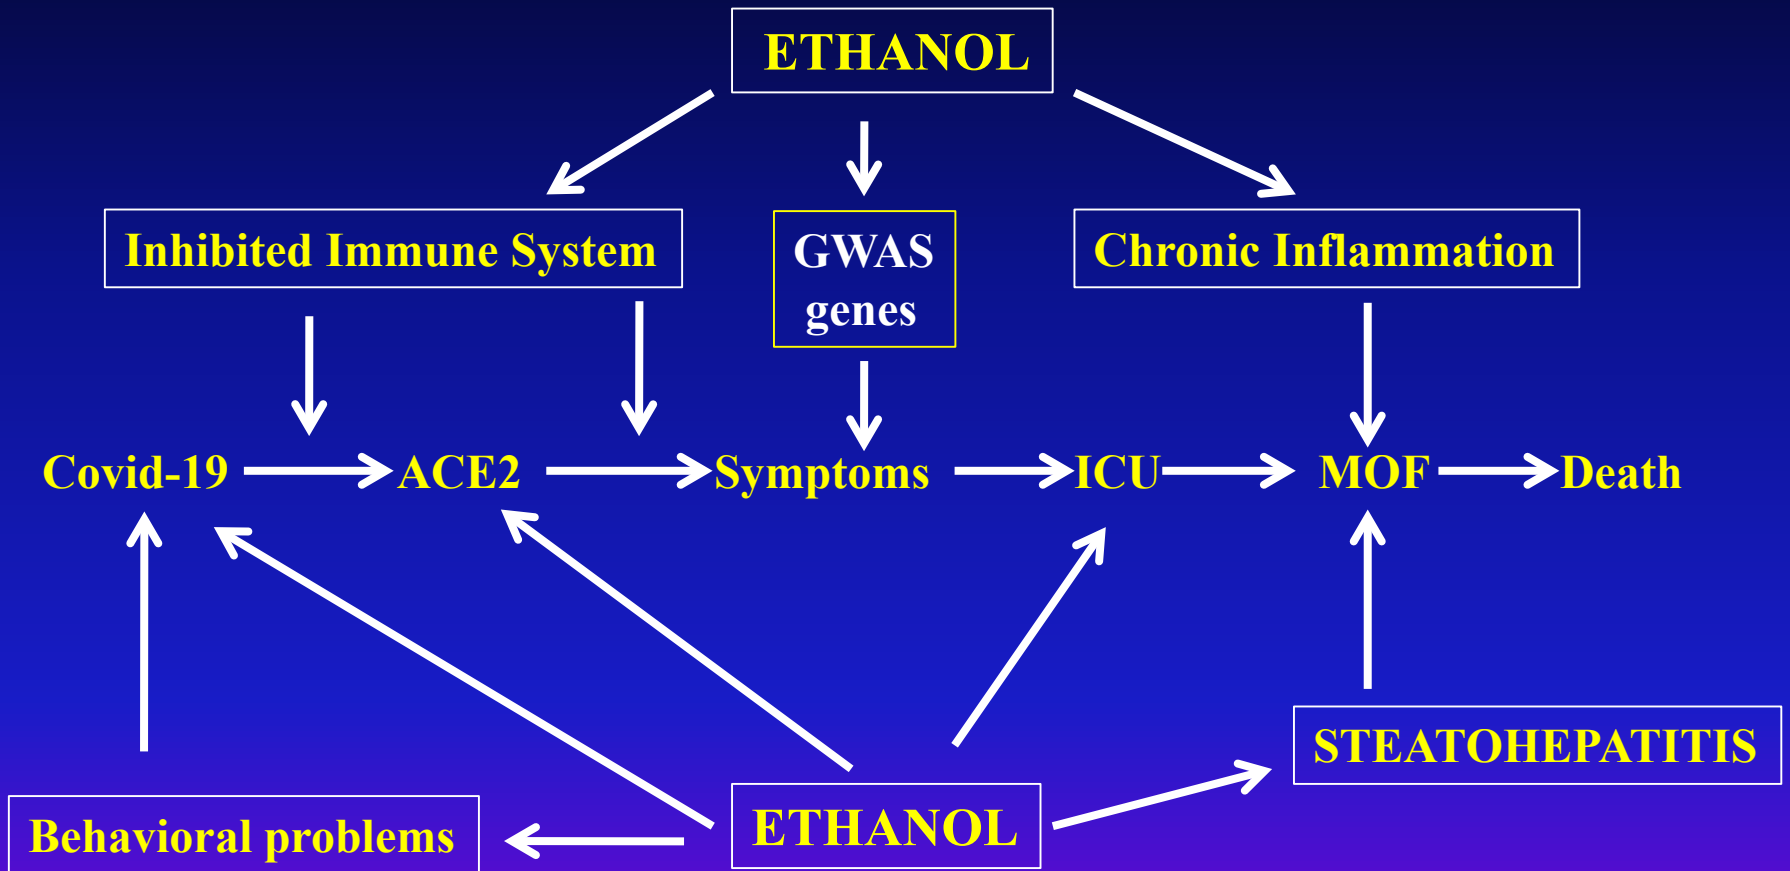 ETHANOL
Inhibited Immune System
GWAS
genes
Chronic Inflammation
Covid-19
ACE2
Symptoms
ICU
MOF
Death
STEATOHEPATITIS
Behavioral problems
ETHANOL